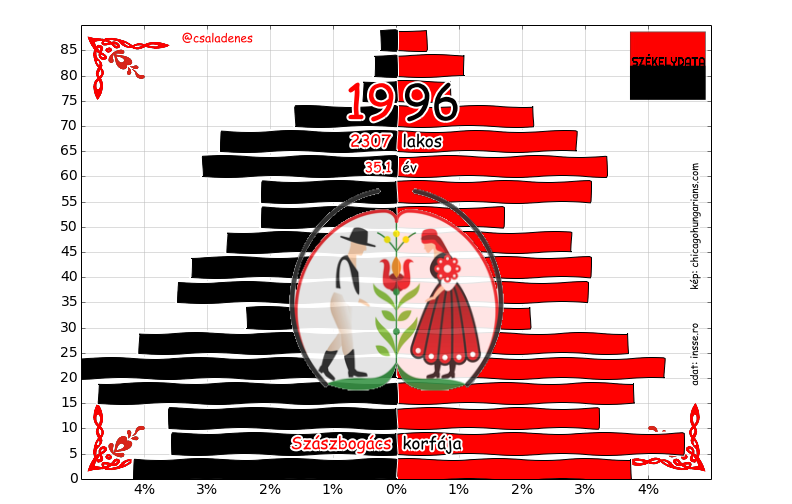 @csaladenes
SZÉKELYDATA
1996
2307 lakos
35.1 év
kép: chicagohungarians.com
adat: insse.ro
Szászbogács korfája
85
80
75
70
65
60
55
50
45
40
35
30
25
20
15
10
5
0
4% 3% 2% 1% 0% 1% 2% 3% 4%